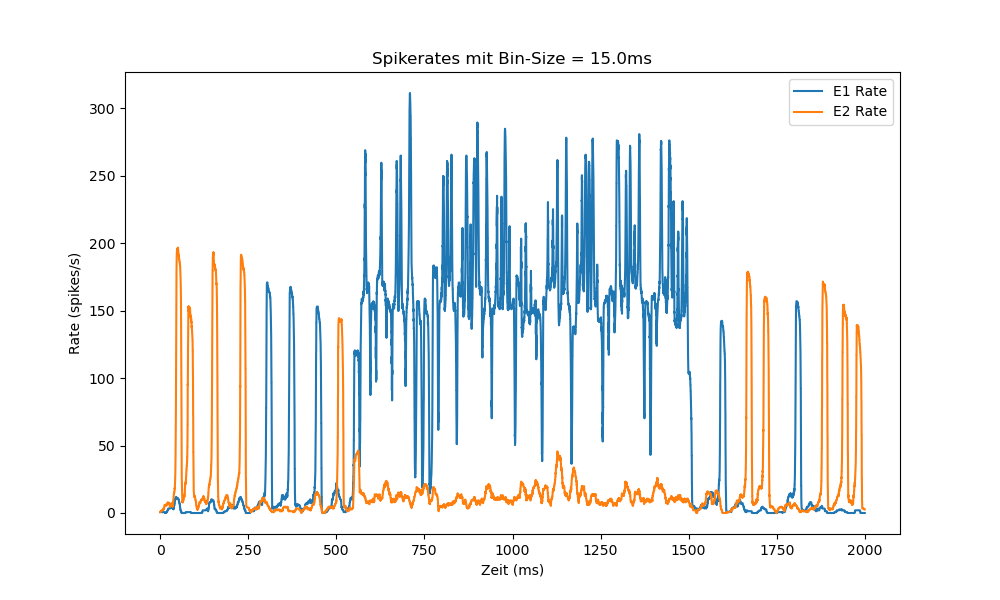 Spikerates mit Bin-Size = 15.0ms
E1 Rate
E2 Rate
Rate (spikes/s)
300
250
200
150
100
50
0
0 250 500 750 1000 1250 1500 1750 2000
Zeit (ms)